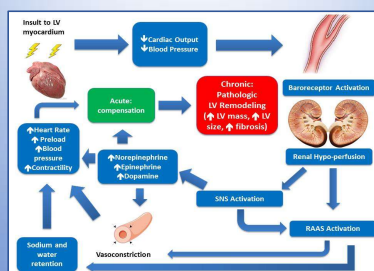 Insult to LV
myocardium
↓Cardiac Output
↓Blood Pressure
Baroreceptor Activation
Acute:
compensation
Chronic:
Pathologic
LV Remodeling
(↑ LV mass, ↑ LV
size, ↑ fibrosis)
↑Heart Rate
↑ Preload
↑Blood
pressure
↑Contractility
↑Norepinephrine
↑Epinephrine
↑Dopamine
Renal Hypo-perfusion
SNS Activation
RAAS Activation
Sodium and
water
retention
Vasoconstriction